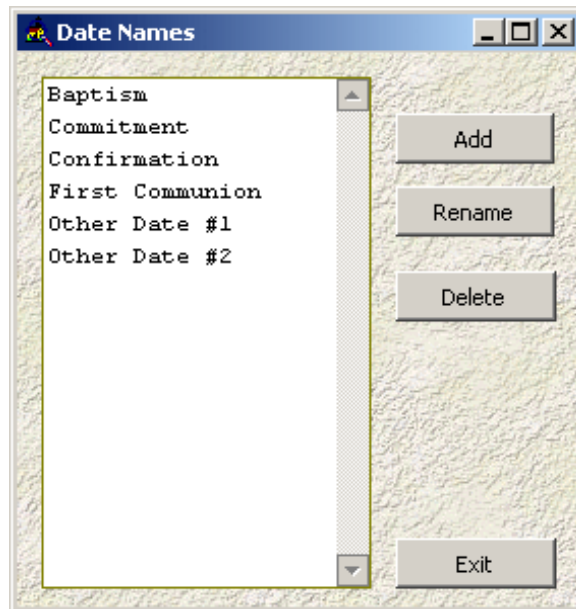 Date Names
Baptism
Commitment
Confirmation
First Communion
Other Date #1
Other Date #2
Add
Rename
Delete
Exit